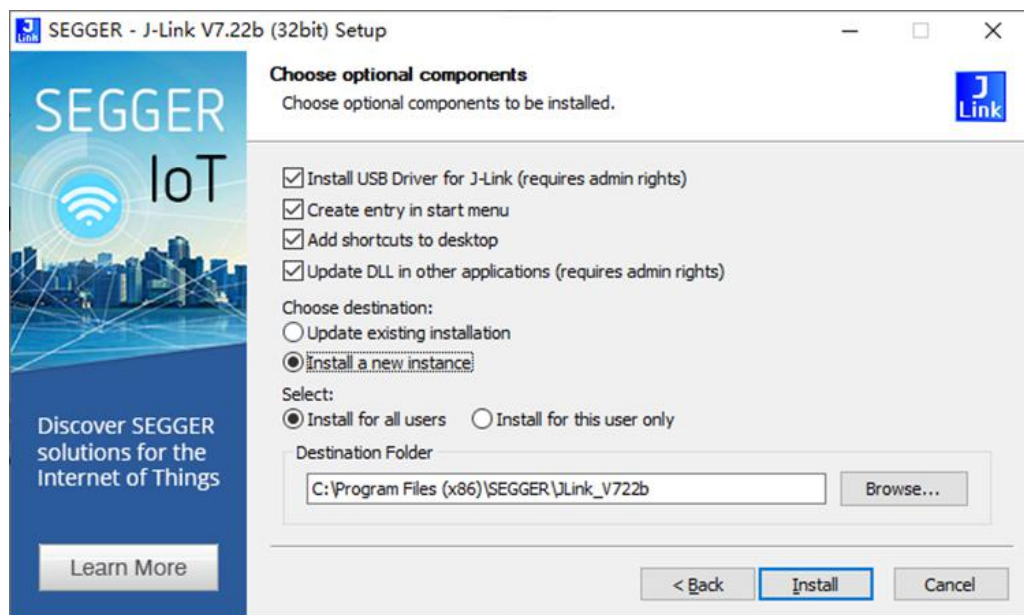 SEGGER - J-Link V7.22b (32bit) Setup
SEGGER
IoT
Discover SEGGER
solutions for the
Internet of Things
Learn More
Choose optional components
Choose optional components to be installed.
J
Link
Install USB Driver for J-Link (requires admin rights)
Create entry in start menu
Add shortcuts to desktop
Update DLL in other applications (requires admin rights)
Choose destination:
Update existing installation
Install a new instance
Select:
Install for all users Install for this user only
Destination Folder
C:\Program Files (x86)\SEGGER\JLink_V722b Browse...
< Back Install Cancel